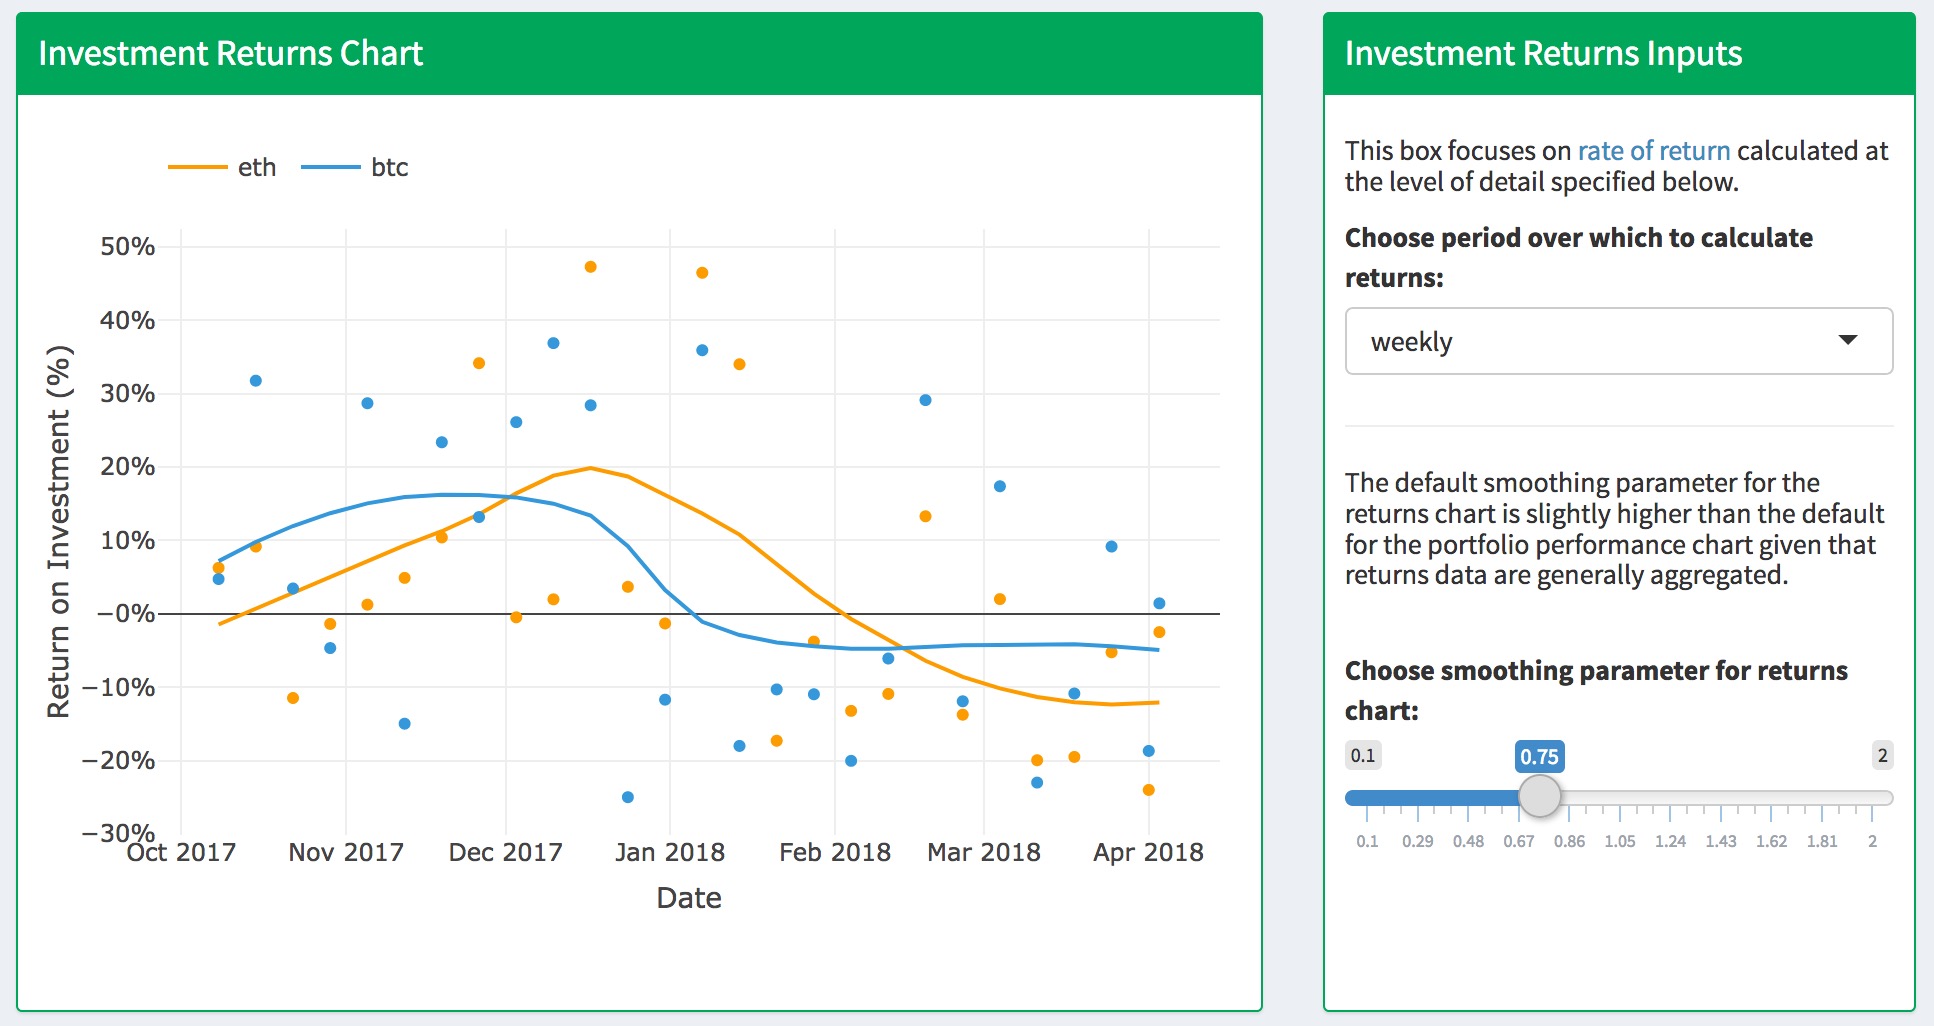 Investment Returns Chart
eth
btc
50%
40%
30%
20%
10%
−0%
−10%
−20%
−30%
Return on Investment (%)
Oct 2017
Nov 2017
Dec 2017
Jan 2018
Feb 2018
Mar 2018
Apr 2018
Date
Investment Returns Inputs
This box focuses on rate of return calculated at
the level of detail specified below.
Choose period over which to calculate
returns:
weekly
The default smoothing parameter for the
returns chart is slightly higher than the default
for the portfolio performance chart given that
returns data are generally aggregated.
Choose smoothing parameter for returns
chart:
0.1
0.75
2
0.1
0.29
0.48
0.67
0.86
1.05
1.24
1.43
1.62
1.81
2